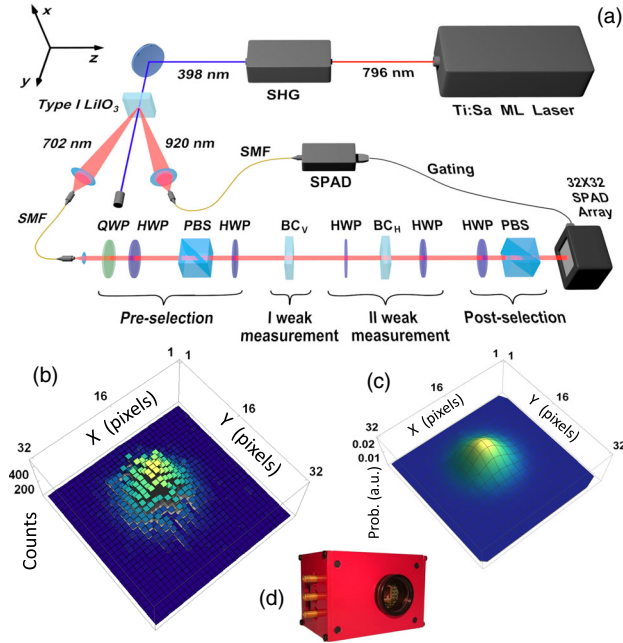 (a)
x
z
y
398 nm
SHG
796 nm
Ti:Sa ML Laser
Type I LiIO₃
702 nm
920 nm
SMF
SPAD
Gating
32X32
SPAD
Array
SMF
QWP HWP PBS HWP BCV HWP BCH HWP HWP PBS
Pre-selection
I weak
measurement
II weak
measurement
Post-selection
(b)
1 1
16 16
X (pixels) Y (pixels)
32 32
400
200
Counts
(c)
1 1
16 16
X (pixels) Y (pixels)
32 32
0.02
0.01
Prob. (a.u.)
(d)